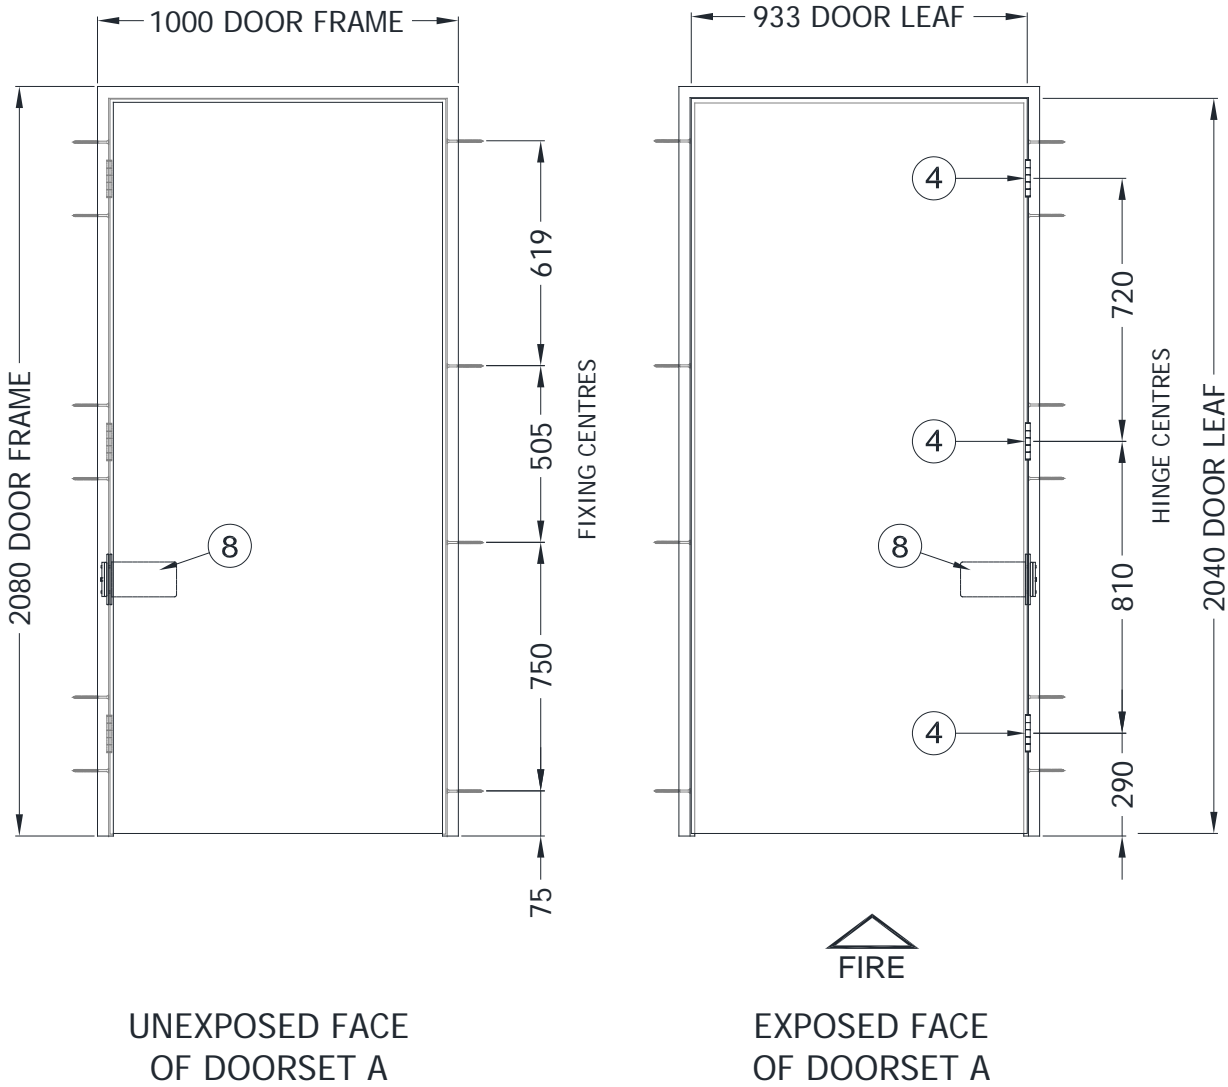 1000 DOOR FRAME
2080 DOOR FRAME
619
505
750
75
FIXING CENTRES
8
UNEXPOSED FACE
OF DOORSET A
933 DOOR LEAF
4
4
8
4
720
810
290
HINGE CENTRES
2040 DOOR LEAF
FIRE
EXPOSED FACE
OF DOORSET A